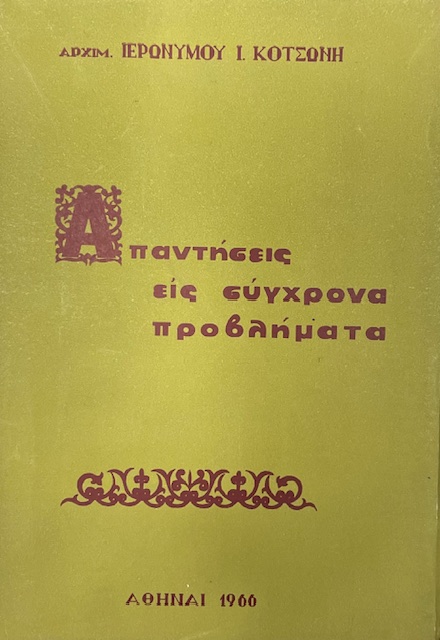 ΑΡΧΙΜ. ΙΕΡΩΝΥΜΟΥ Ι. ΚΟΤΣΩΝΗ
Απαντήσεις
είς σύγχρονα
προβλήματα
ΑΘΗΝΑΙ 1966